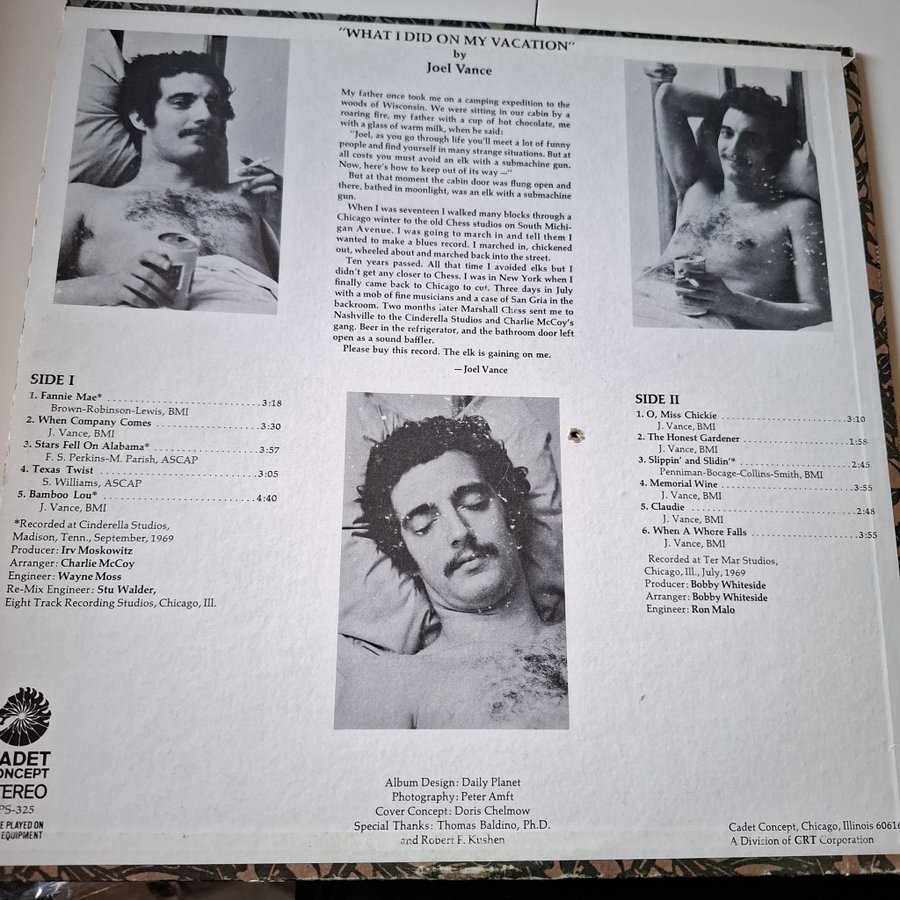 "WHAT I DID ON MY VACATION"
by
Joel Vance
My father once took me on a camping expedition to the
woods of Wisconsin. We were sitting in our cabin by a
roaring fire, my father with a cup of hot chocolate, me
with a glass of warm milk, when he said:
"Joel, as you go through life you'll meet a lot of funny
people and find yourself in many strange situations. But at
all costs you must avoid an elk with a submachine gun.
Now, here's how to keep out of its way —"
But at that moment the cabin door was flung open and
there, bathed in moonlight, was an elk with a submachine
gun.
When I was seventeen I walked many blocks through a
Chicago winter to the old Chess studios on South Michi-
gan Avenue. I was going to march in and tell them I
wanted to make a blues record. I marched in, chickened
out, wheeled about and marched back into the street.
Ten years passed. All that time I avoided elks but I
didn't get any closer to Chess. I was in New York when I
finally came back to Chicago to cut. Three days in July
with a mob of fine musicians and a case of San Gria in the
backroom. Two months later Marshall Chess sent me to
Nashville to the Cinderella Studios and Charlie McCoy's
gang. Beer in the refrigerator, and the bathroom door left
open as a sound baffler.
Please buy this record. The elk is gaining on me.
—Joel Vance
SIDE I
1. Fannie Mae* 3:18
Brown-Robinson-Lewis, BMI
2. When Company Comes 3:30
J. Vance, BMI
3. Stars Fell On Alabama* 3:57
F. S. Perkins-M. Parish, ASCAP
4. Texas Twist 3:05
S. Williams, ASCAP
5. Bamboo Lou* 4:40
J. Vance, BMI
*Recorded at Cinderella Studios,
Madison, Tenn., September, 1969
Producer: Irv Moskowitz
Arranger: Charlie McCoy
Engineer: Wayne Moss
Re-Mix Engineer: Stu Walder,
Eight Track Recording Studios, Chicago, Ill.
SIDE II
1. O, Miss Chickie 3:10
J. Vance, BMI
2. The Honest Gardener 1:58
J. Vance, BMI
3. Slippin' and Slidin'* 2:45
Penniman-Bocage-Collins-Smith, BMI
4. Memorial Wine 3:55
J. Vance, BMI
5. Claudie 2:48
J. Vance, BMI
6. When A Whore Falls 3:55
J. Vance, BMI
Recorded at Ter Mar Studios,
Chicago, Ill., July, 1969
Producer: Bobby Whiteside
Arranger: Bobby Whiteside
Engineer: Ron Malo
ADET
ONCEPT
TEREO
PS-325
E PLAYED ON
EQUIPMENT
Album Design: Daily Planet
Photography: Peter Amft
Cover Concept: Doris Chelmow
Special Thanks: Thomas Baldino, Ph.D.
and Robert F. Kushen
Cadet Concept, Chicago, Illinois 60616
A Division of GRT Corporation